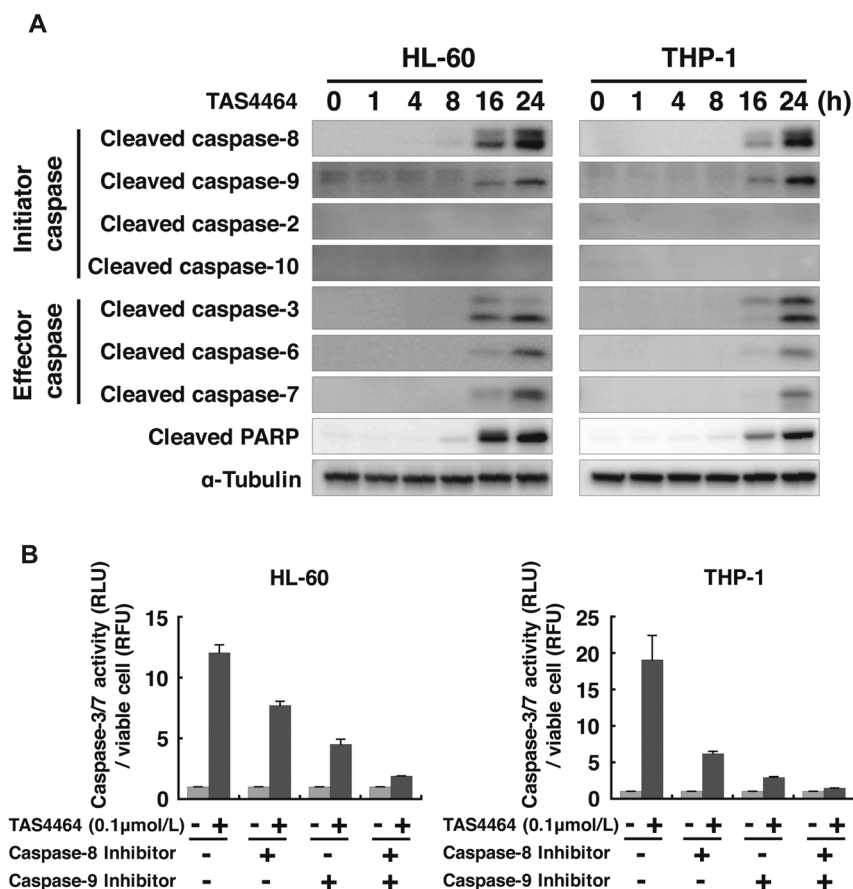 A
HL-60 THP-1
TAS4464 0 1 4 8 16 24 0 1 4 8 16 24 (h)
Initiator caspase
Cleaved caspase-8
Cleaved caspase-9
Cleaved caspase-2
Cleaved caspase-10
Effector caspase
Cleaved caspase-3
Cleaved caspase-6
Cleaved caspase-7
Cleaved PARP
α-Tubulin
B
HL-60
Caspase-3/7 activity (RLU)
/ viable cell (RFU)
15
10
5
0
- + - + - + - +
TAS4464 (0.1μmol/L)
Caspase-8 Inhibitor - + - +
Caspase-9 Inhibitor - - + +
THP-1
Caspase-3/7 activity (RLU)
/ viable cell (RFU)
25
20
15
10
5
0
TAS4464 (0.1μmol/L) - + - + - + - +
Caspase-8 Inhibitor - + - +
Caspase-9 Inhibitor - - + +